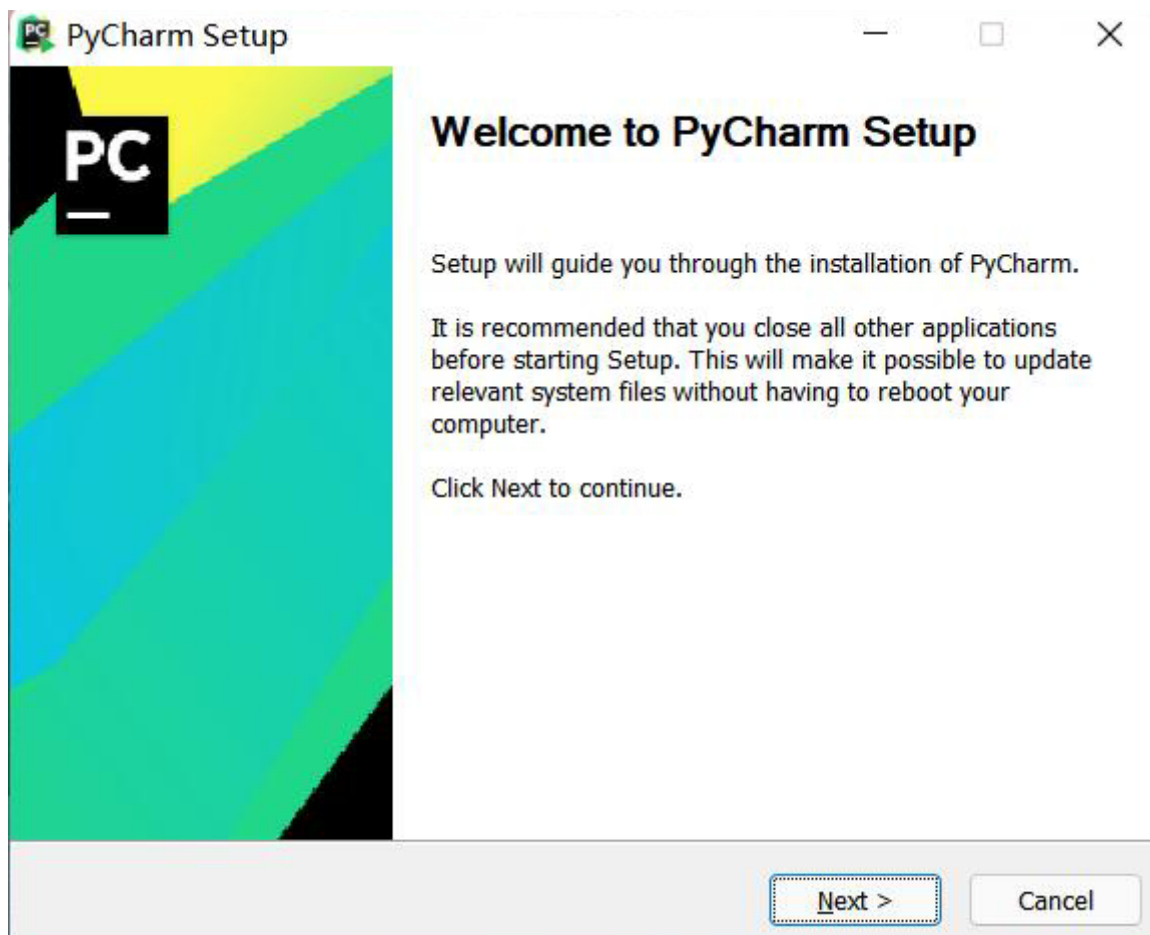 PyCharm Setup
PC
Welcome to PyCharm Setup
Setup will guide you through the installation of PyCharm.
It is recommended that you close all other applications
before starting Setup. This will make it possible to update
relevant system files without having to reboot your
computer.
Click Next to continue.
Next >
Cancel